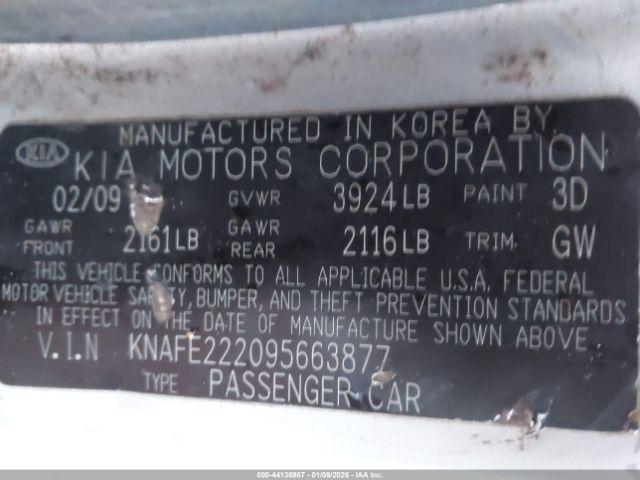 MANUFACTURED IN KOREA BY
KIA KIA MOTORS CORPORATION
02/09 GVWR 3924LB PAINT 3D
GAWR FRONT 2161LB GAWR REAR 2116LB TRIM GW
THIS VEHICLE CONFORMS TO ALL APPLICABLE U.S.A. FEDERAL
MOTOR VEHICLE SAFETY, BUMPER, AND THEFT PREVENTION STANDARDS
IN EFFECT ON THE DATE OF MANUFACTURE SHOWN ABOVE
V.I.N KNAFE222095663877
TYPE PASSENGER CAR
000-44136987 - 01/09/2026 - IAA Inc.